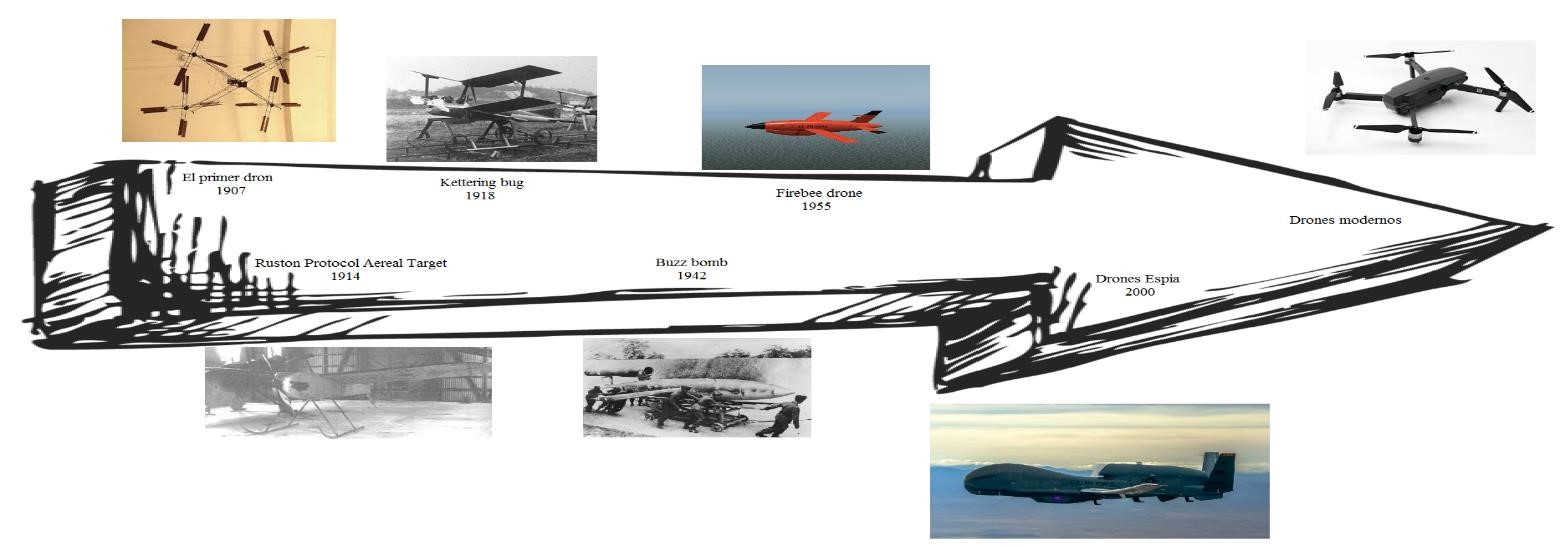 El primer dron
1907
Kettering bug
1918
Firebee drone
1955
Drones modernos
Ruston Protocol Aereal Target
1914
Buzz bomb
1942
Drones Espia
2000